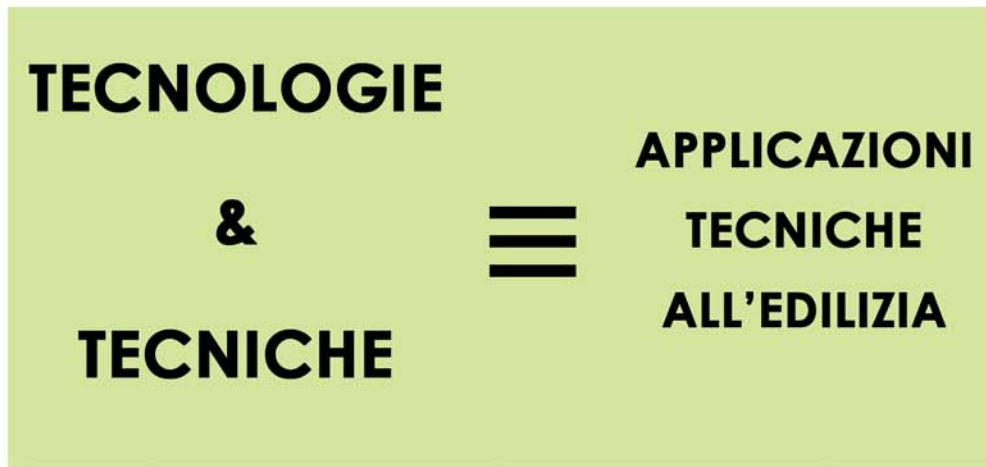 TECNOLOGIE
&
TECNICHE
≡
APPLICAZIONI
TECNICHE
ALL’EDILIZIA